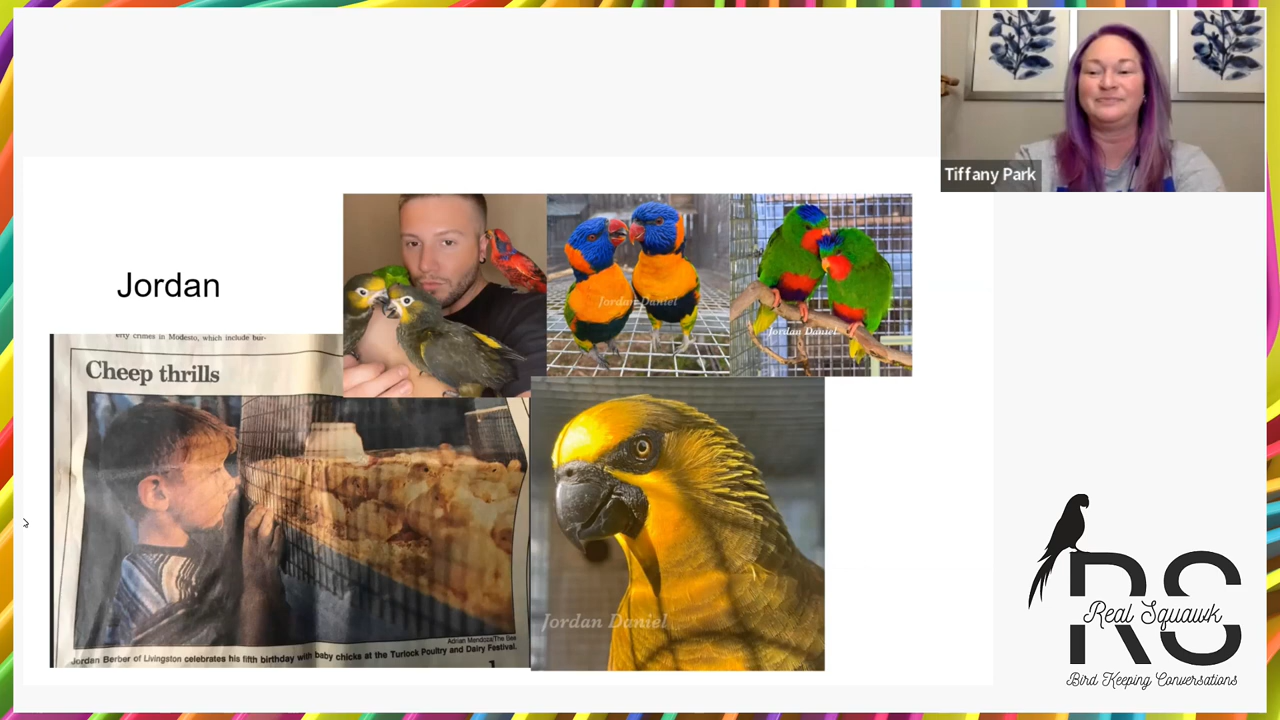 Tiffany Park
Jordan
erty crimes in Modesto, which include bur-
Cheep thrills
Jordan Daniel
Jordan Daniel
Jordan Daniel
Adrian Mendoza/The Bee
Jordan Berber of Livingston celebrates his fifth birthday with baby chicks at the Turlock Poultry and Dairy Festival.
RS
Real Squawk
Bird Keeping Conversations